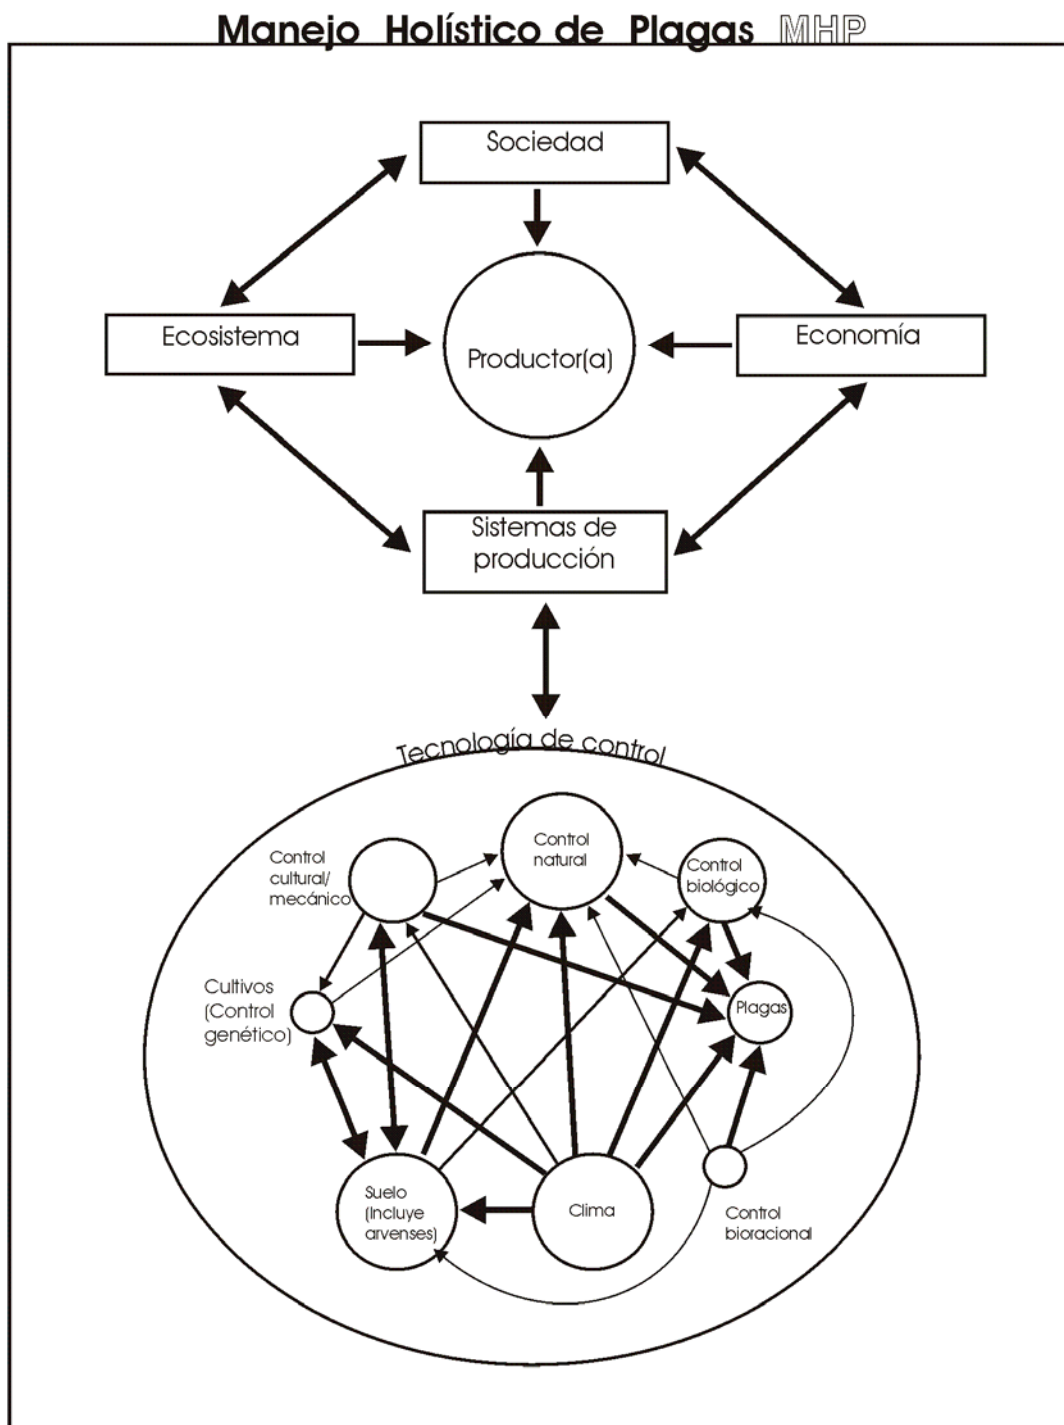 Manejo Holístico de Plagas MHP
Sociedad
Ecosistema
Economía
Productor(a)
Sistemas de
producción
Tecnología de control
Control
natural
Control
cultural/
mecánico
Control
biológico
Cultivos
(Control
genético)
Plagas
Suelo
(Incluye
arvenses)
Clima
Control
bioracional